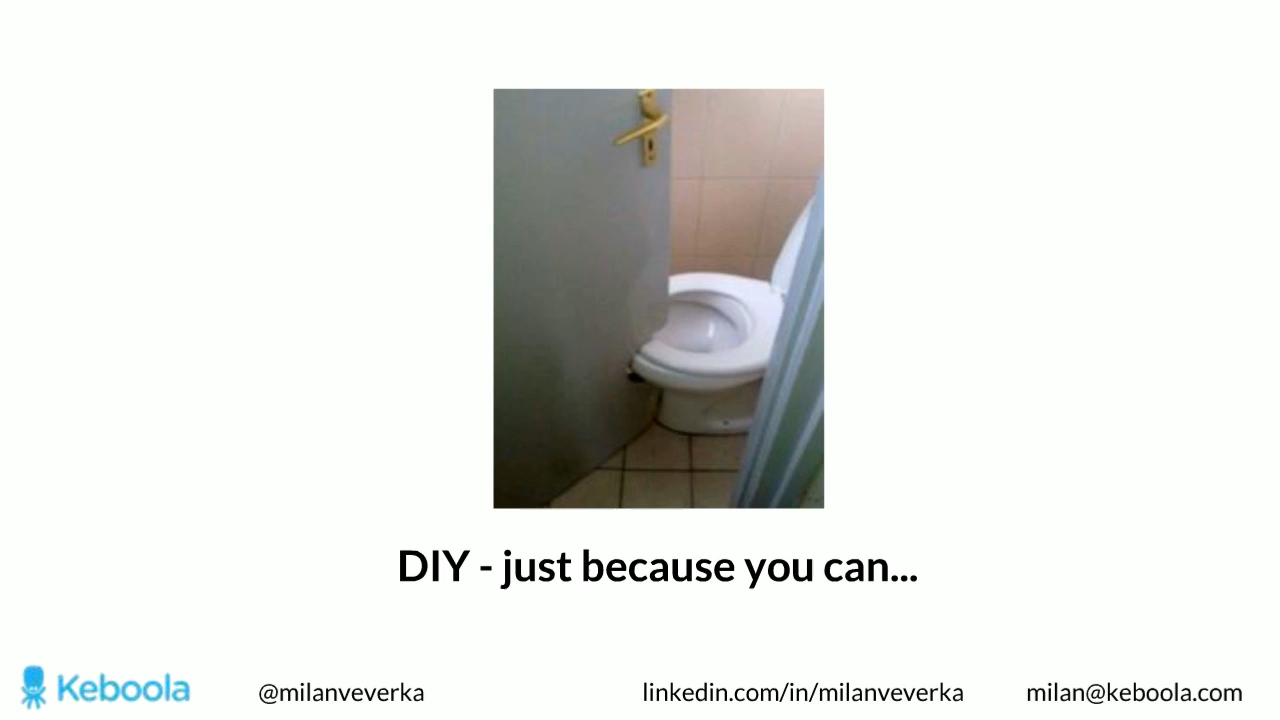 DIY - just because you can...
Keboola @milanveverka linkedin.com/in/milanveverka milan@keboola.com